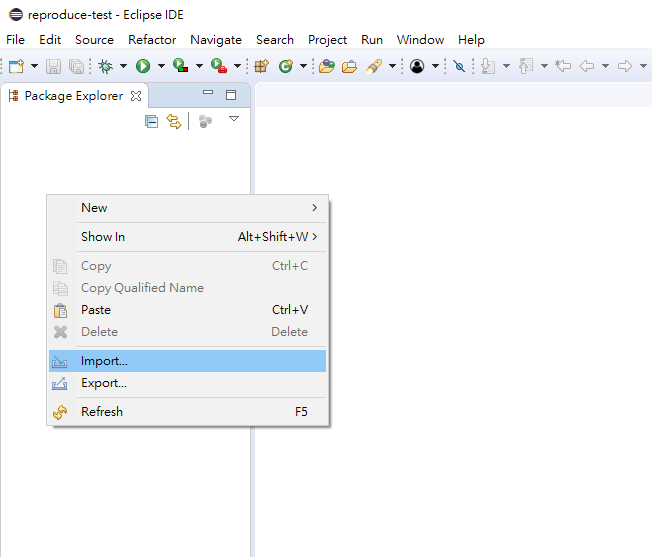 reproduce-test - Eclipse IDE
File Edit Source Refactor Navigate Search Project Run Window Help
Package Explorer
New
Show In Alt+Shift+W
Copy Ctrl+C
Copy Qualified Name
Paste Ctrl+V
Delete Delete
Import...
Export...
Refresh F5